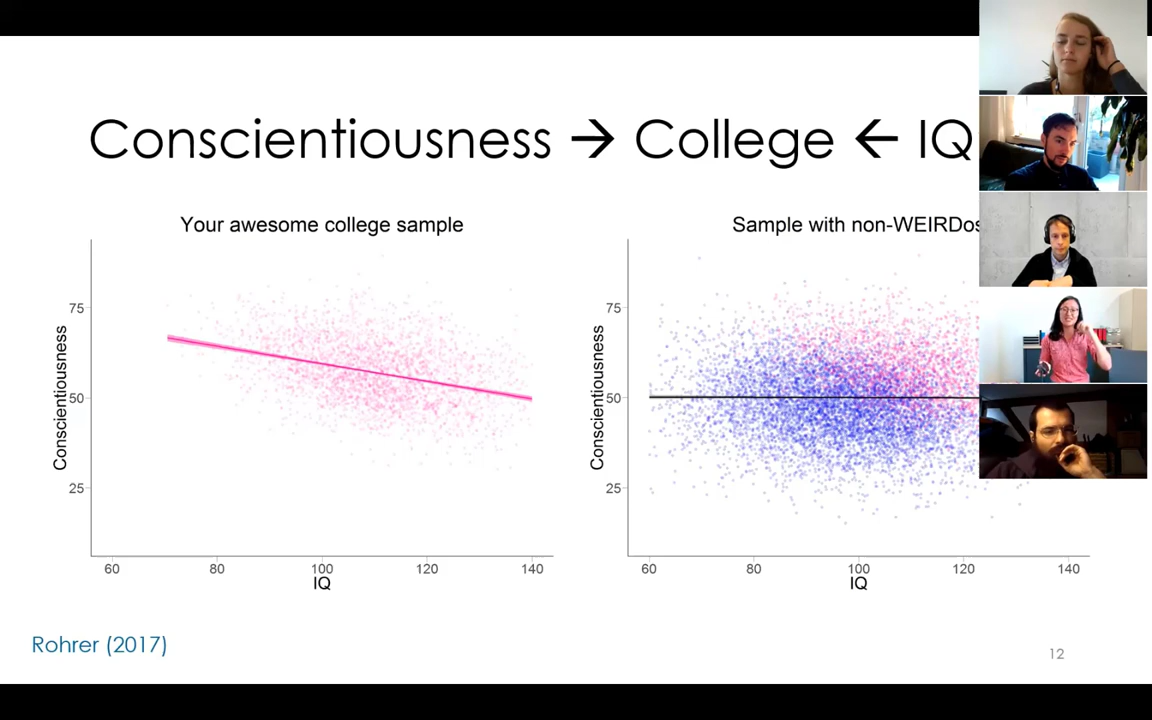 Conscientiousness → College ← IQ
Your awesome college sample
Conscientiousness
75
50
25
60 80 100 120 140
IQ
Sample with non-WEIRDos
Conscientiousness
75
50
25
60 80 100 120 140
IQ
Rohrer (2017)
12